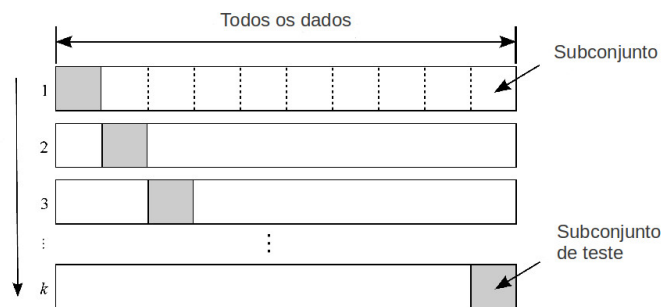 Todos os dados
Subconjunto
1
2
3
⋮
⋮
Subconjunto
de teste
k